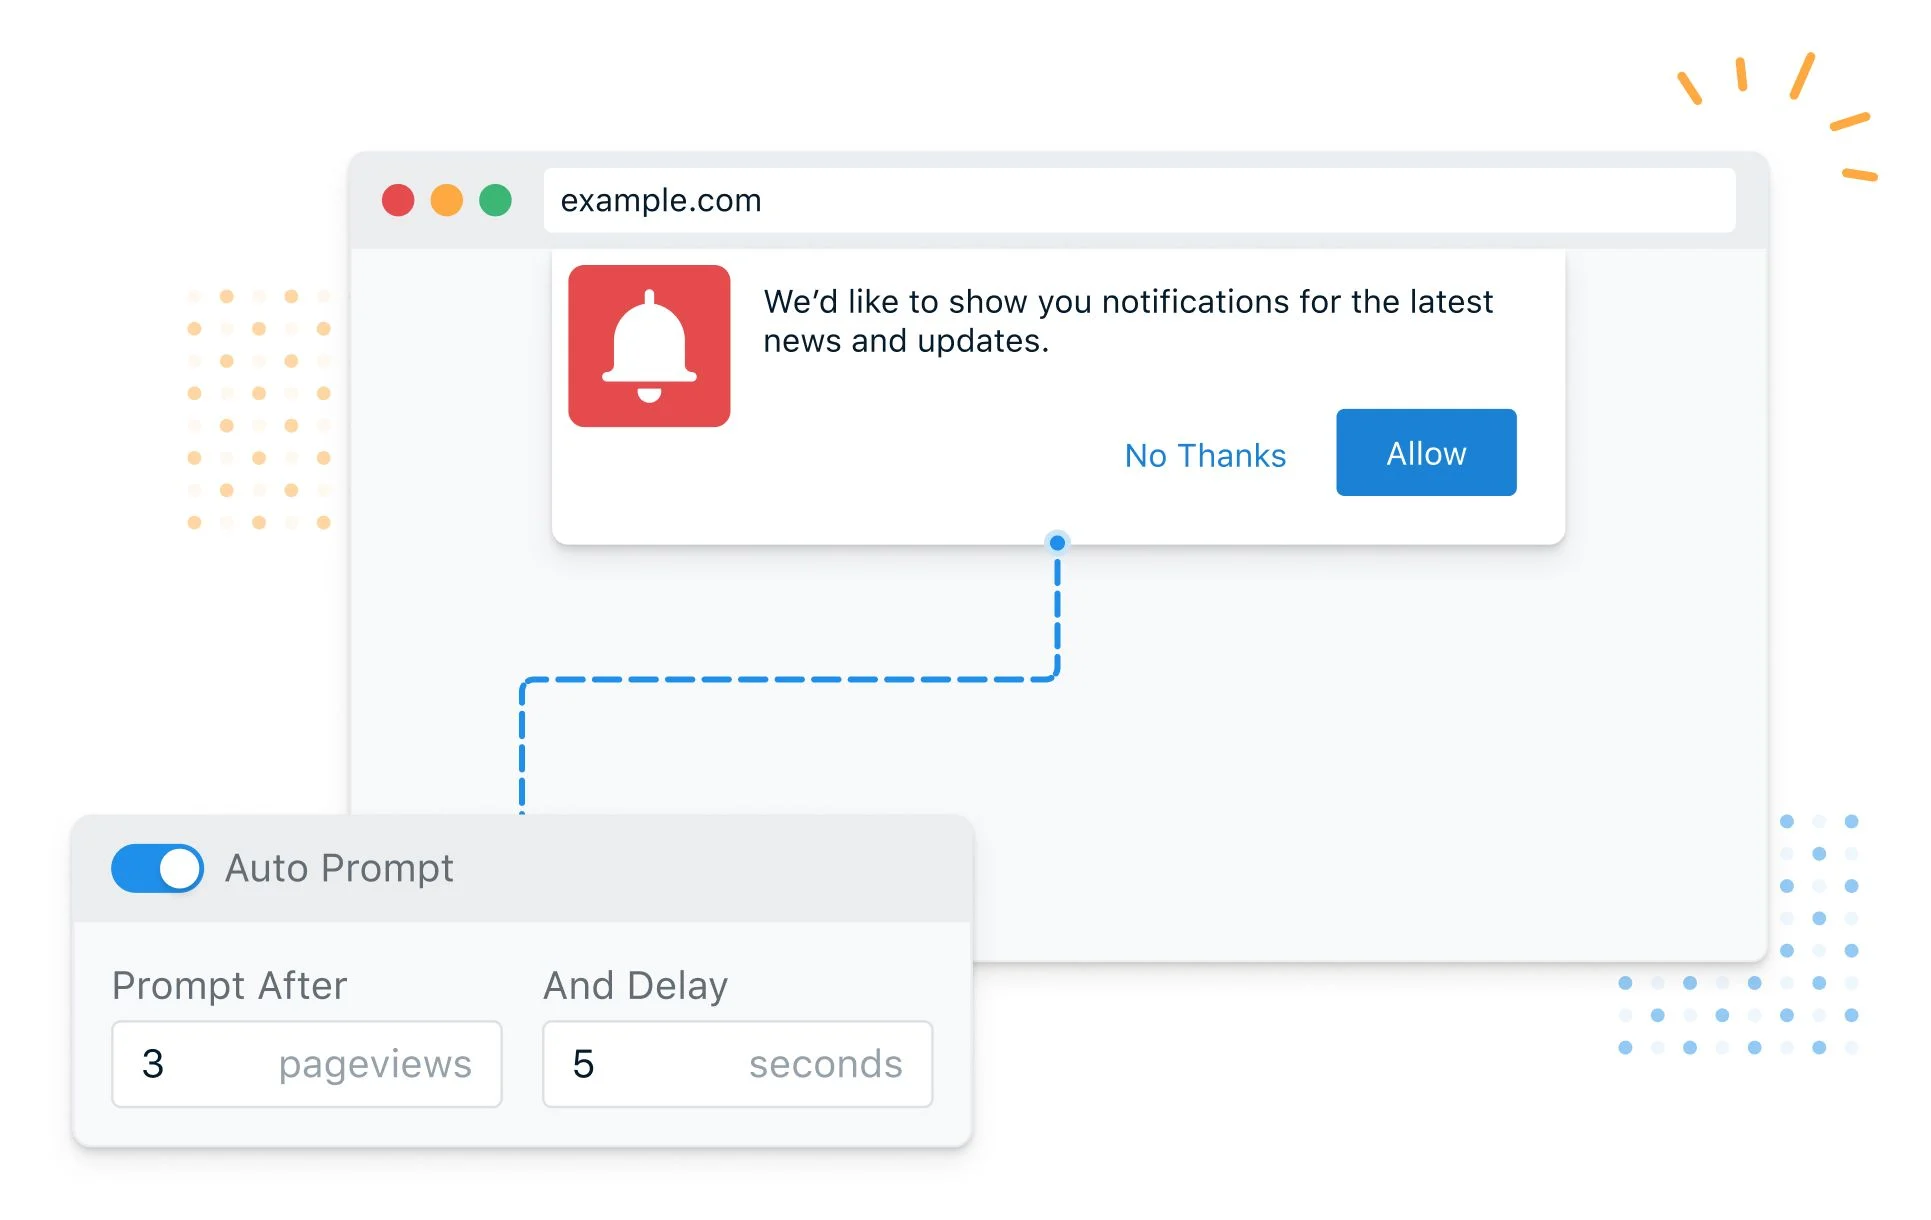 example.com
We’d like to show you notifications for the latest
news and updates.
No Thanks
Allow
Auto Prompt
Prompt After
And Delay
3 pageviews
5 seconds